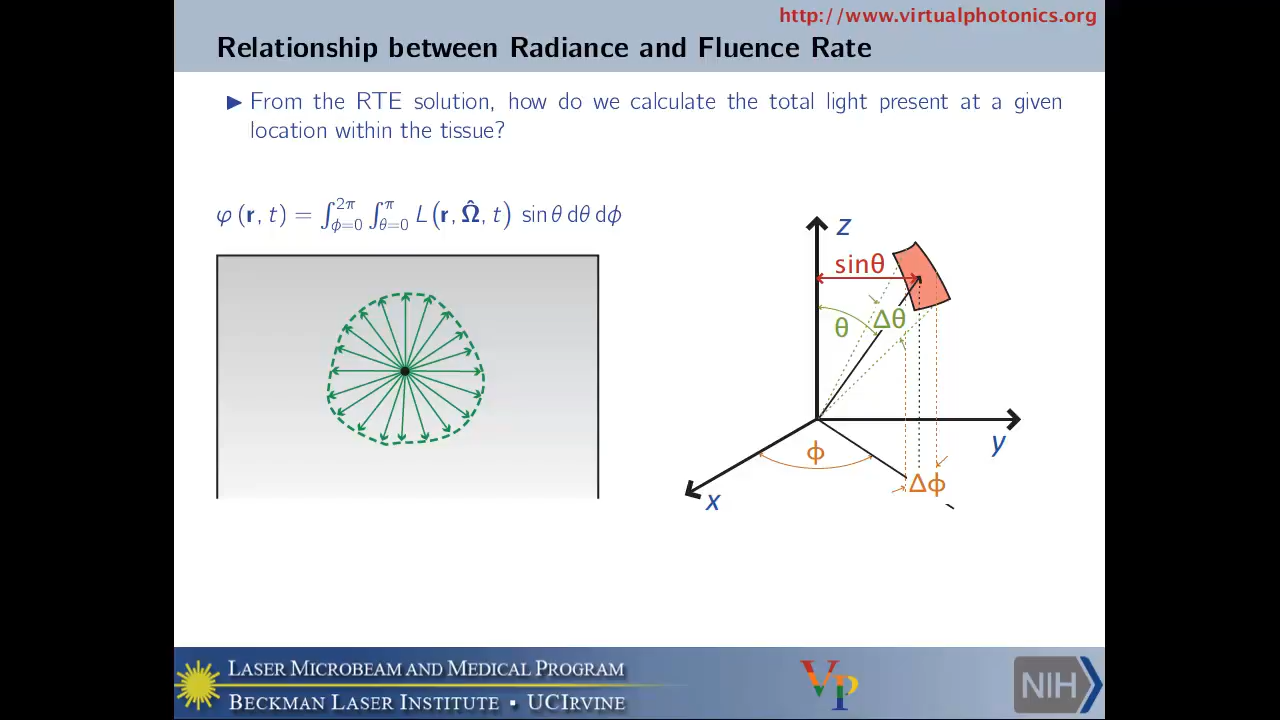 http://www.virtualphotonics.org
Relationship between Radiance and Fluence Rate
▶ From the RTE solution, how do we calculate the total light present at a given
location within the tissue?
φ (r, t) = ∫_{ϕ=0}^{2π} ∫_{θ=0}^{π} L(r, Ω̂, t) sin θ dθ dϕ
z
sinθ
θ
Δθ
y
ϕ
Δϕ
x
LASER MICROBEAM AND MEDICAL PROGRAM
BECKMAN LASER INSTITUTE ▪ UCIRVINE
VP
NIH